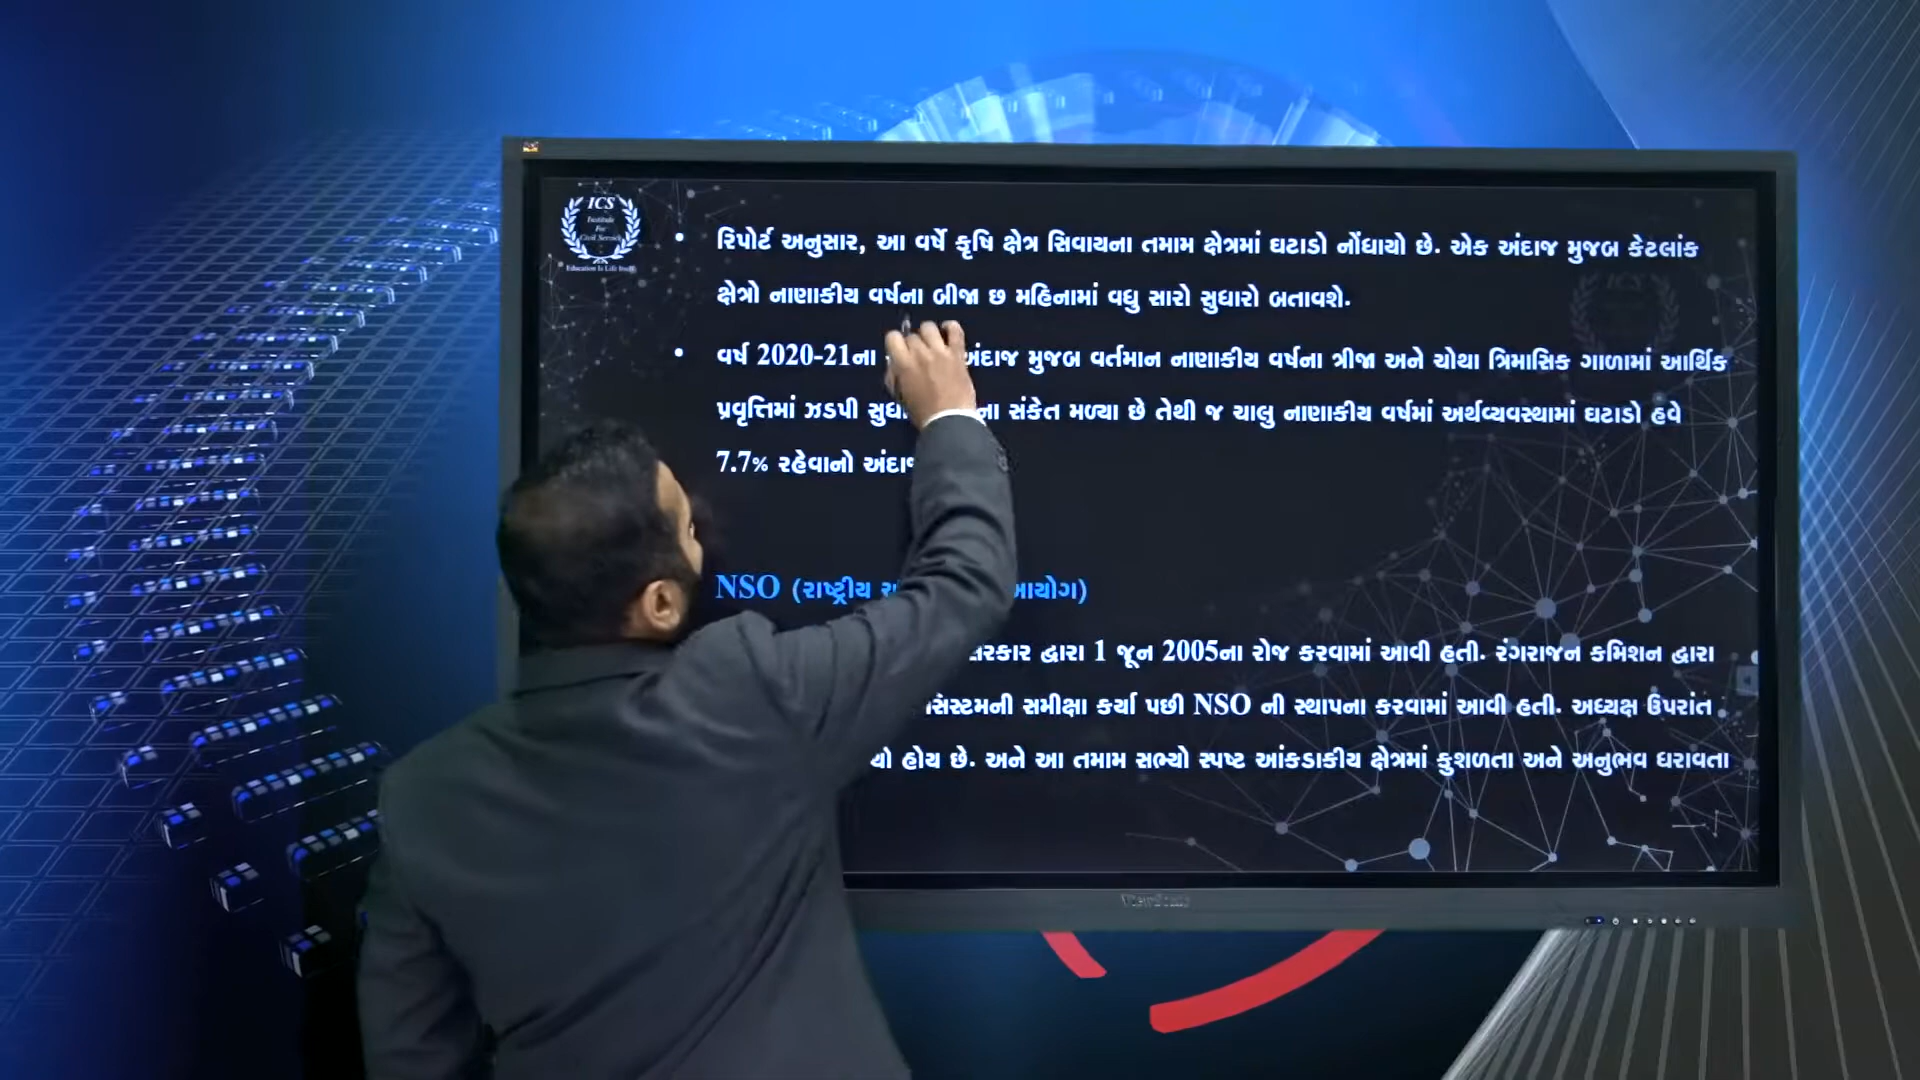 ICS
Institute
For
Civil Services
Education Is Life Itself
• રિપોર્ટ અનુસાર, આ વર્ષે કૃષિ ક્ષેત્ર સિવાયના તમામ ક્ષેત્રમાં ઘટાડો નોંધાયો છે. એક અંદાજ મુજબ કેટલાંક
ક્ષેત્રો નાણાકીય વર્ષના બીજા છ મહિનામાં વધુ સારો સુધારો બતાવશે.
• વર્ષ 2020-21ના અંદાજ મુજબ વર્તમાન નાણાકીય વર્ષના ત્રીજા અને ચોથા ત્રિમાસિક ગાળામાં આર્થિક
પ્રવૃત્તિમાં ઝડપી સંકેત મળ્યા છે તેથી જ ચાલુ નાણાકીય વર્ષમાં અર્થવ્યવસ્થામાં ઘટાડો હવે
7.7% રહેવાનો
NSO (રાષ્ટ્રીય આયોગ)
સરકાર દ્વારા 1 જૂન 2005ના રોજ કરવામાં આવી હતી. રંગરાજન કમિશન દ્વારા
સિસ્ટમની સમીક્ષા કર્યા પછી NSO ની સ્થાપના કરવામાં આવી હતી. અધ્યક્ષ ઉપરાંત
હોય છે. અને આ તમામ સભ્યો સ્પષ્ટ આંકડાકીય ક્ષેત્રમાં કુશળતા અને અનુભવ ધરાવતા
ViewSonic